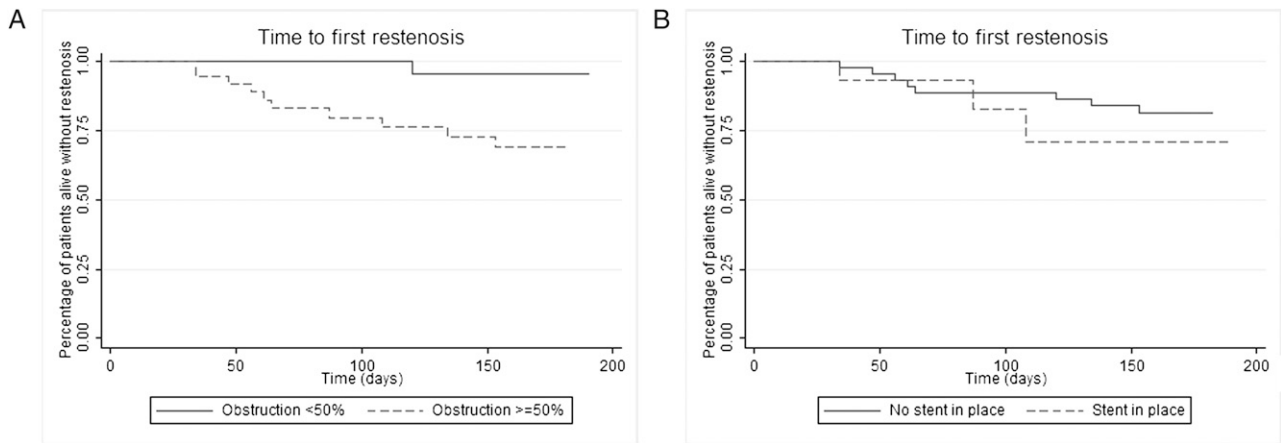 A
Time to first restenosis
Percentage of patients alive without restenosis
1.00
0.75
0.50
0.25
0.00
0 50 100 150 200
Time (days)
Obstruction <50% Obstruction >=50%
B
Time to first restenosis
Percentage of patients alive without restenosis
1.00
0.75
0.50
0.25
0.00
0 50 100 150 200
Time (days)
No stent in place Stent in place